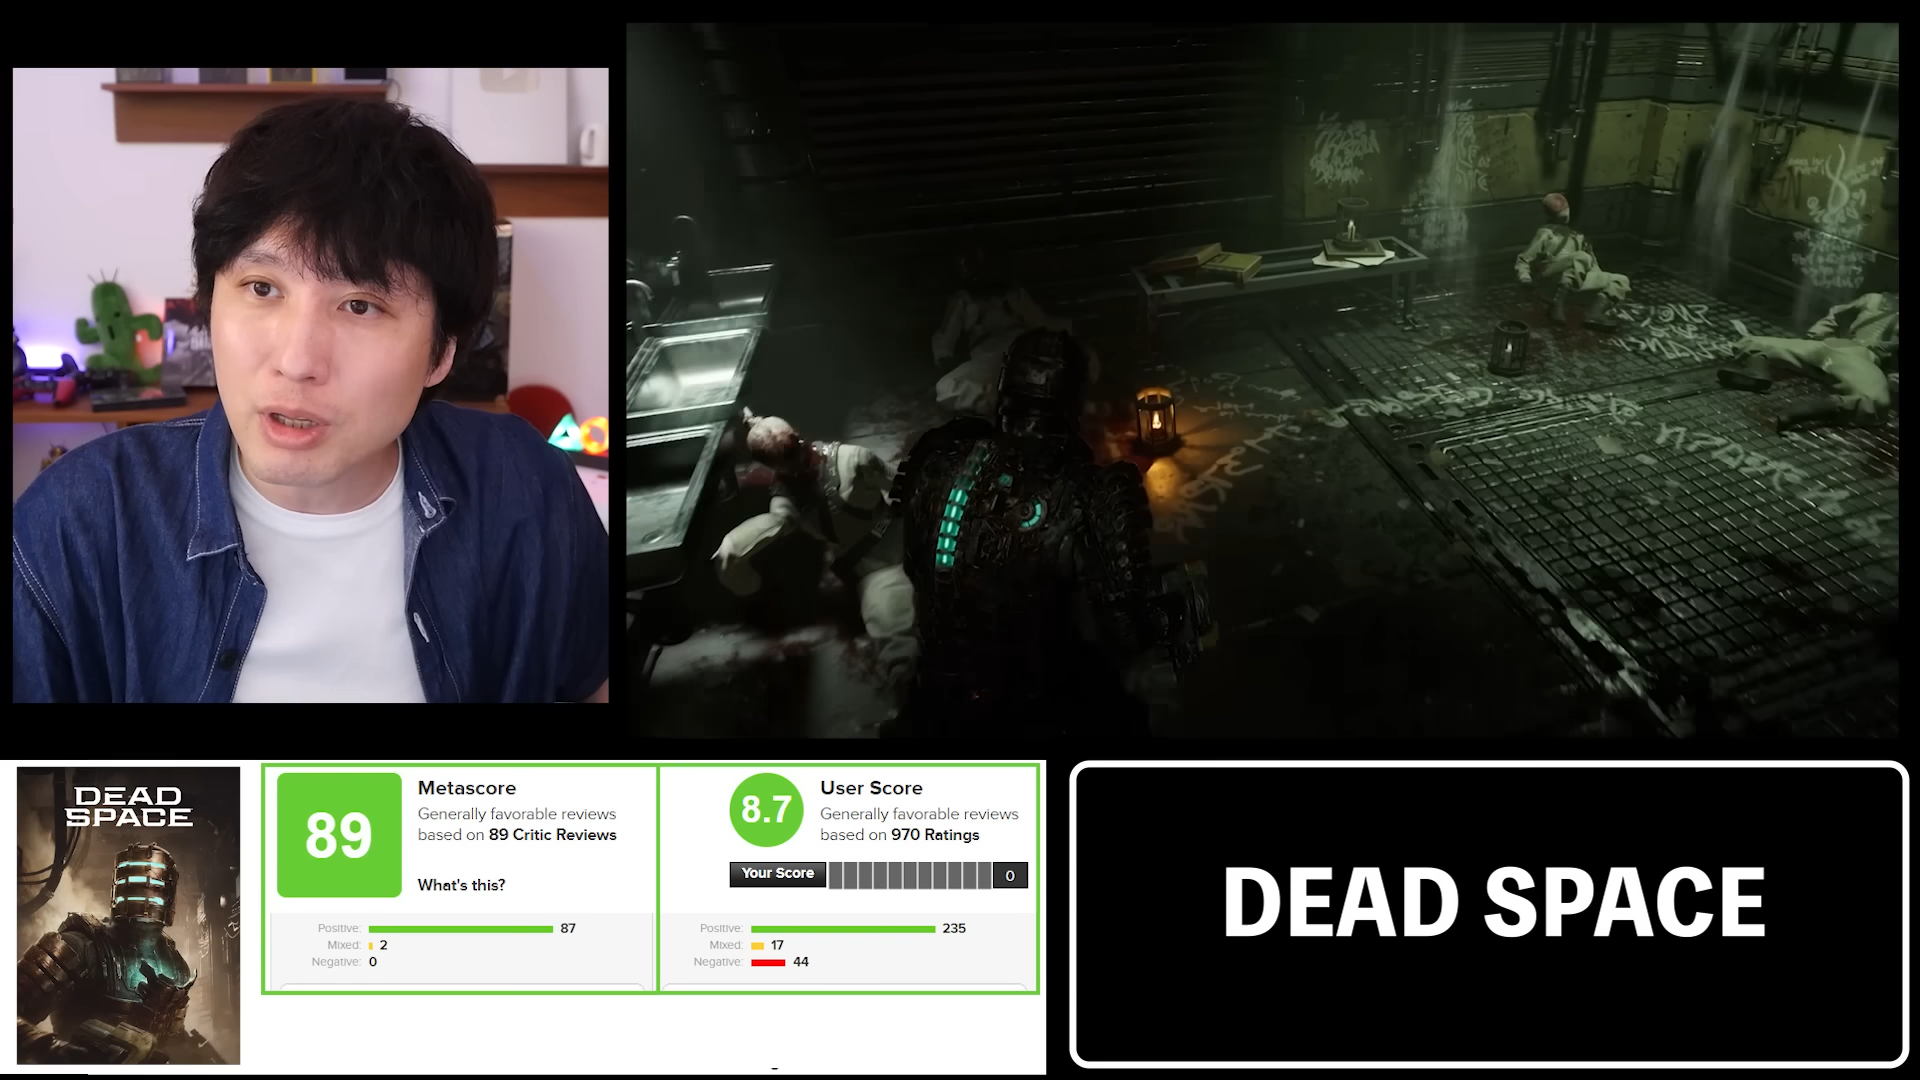 DEAD
SPACE
89
Metascore
Generally favorable reviews
based on 89 Critic Reviews
What's this?
Positive: 87
Mixed: 2
Negative: 0
8.7
User Score
Generally favorable reviews
based on 970 Ratings
Your Score 0
Positive: 235
Mixed: 17
Negative: 44
DEAD SPACE